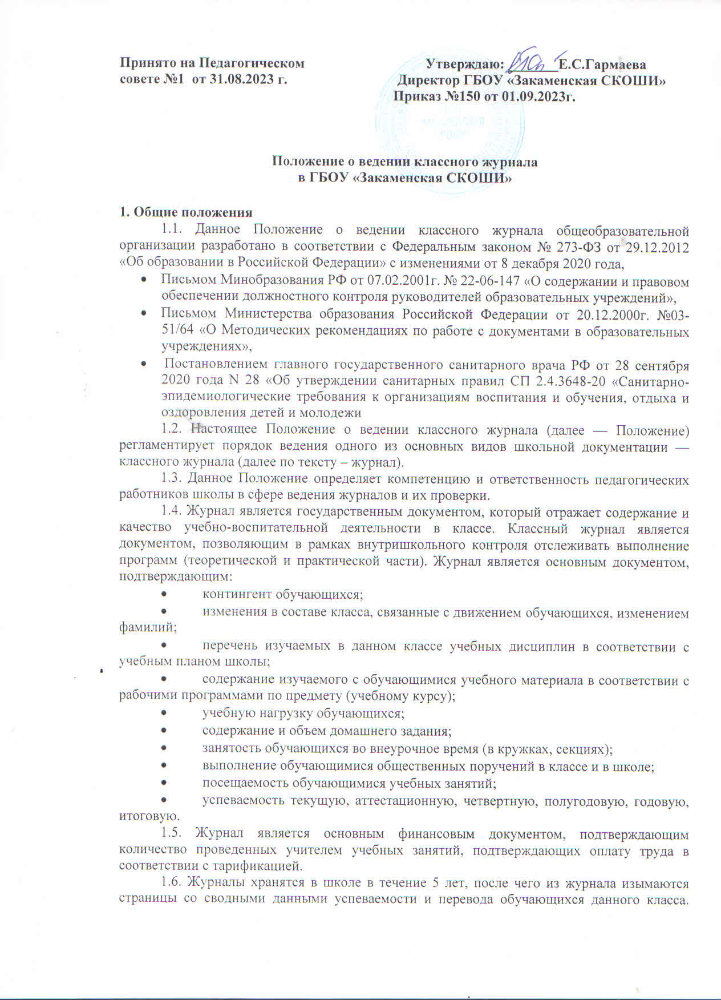 Принято на Педагогическом
совете №1 от 31.08.2023 г.
Утверждаю: Е.С.Гармаева
Директор ГБОУ «Закаменская СКОШИ»
Приказ №150 от 01.09.2023г.
Положение о ведении классного журнала
в ГБОУ «Закаменская СКОШИ»
1. Общие положения
1.1. Данное Положение о ведении классного журнала общеобразовательной
организации разработано в соответствии с Федеральным законом № 273-ФЗ от 29.12.2012
«Об образовании в Российской Федерации» с изменениями от 8 декабря 2020 года,
• Письмом Минобразования РФ от 07.02.2001г. № 22-06-147 «О содержании и правовом
обеспечении должностного контроля руководителей образовательных учреждений»,
• Письмом Министерства образования Российской Федерации от 20.12.2000г. №03-
51/64 «О Методических рекомендациях по работе с документами в образовательных
учреждениях»,
• Постановлением главного государственного санитарного врача РФ от 28 сентября
2020 года N 28 «Об утверждении санитарных правил СП 2.4.3648-20 «Санитарно-
эпидемиологические требования к организациям воспитания и обучения, отдыха и
оздоровления детей и молодежи
1.2. Настоящее Положение о ведении классного журнала (далее — Положение)
регламентирует порядок ведения одного из основных видов школьной документации —
классного журнала (далее по тексту – журнал).
1.3. Данное Положение определяет компетенцию и ответственность педагогических
работников школы в сфере ведения журналов и их проверки.
1.4. Журнал является государственным документом, который отражает содержание и
качество учебно-воспитательной деятельности в классе. Классный журнал является
документом, позволяющим в рамках внутришкольного контроля отслеживать выполнение
программ (теоретической и практической части). Журнал является основным документом,
подтверждающим:
• контингент обучающихся;
• изменения в составе класса, связанные с движением обучающихся, изменением
фамилий;
• перечень изучаемых в данном классе учебных дисциплин в соответствии с
учебным планом школы;
• содержание изучаемого с обучающимися учебного материала в соответствии с
рабочими программами по предмету (учебному курсу);
• учебную нагрузку обучающихся;
• содержание и объем домашнего задания;
• занятость обучающихся во внеурочное время (в кружках, секциях);
• выполнение обучающимися общественных поручений в классе и в школе;
• посещаемость обучающимися учебных занятий;
• успеваемость текущую, аттестационную, четвертную, полугодовую, годовую,
итоговую.
1.5. Журнал является основным финансовым документом, подтверждающим
количество проведенных учителем учебных занятий, подтверждающих оплату труда в
соответствии с тарификацией.
1.6. Журналы хранятся в школе в течение 5 лет, после чего из журнала изымаются
страницы со сводными данными успеваемости и перевода обучающихся данного класса.